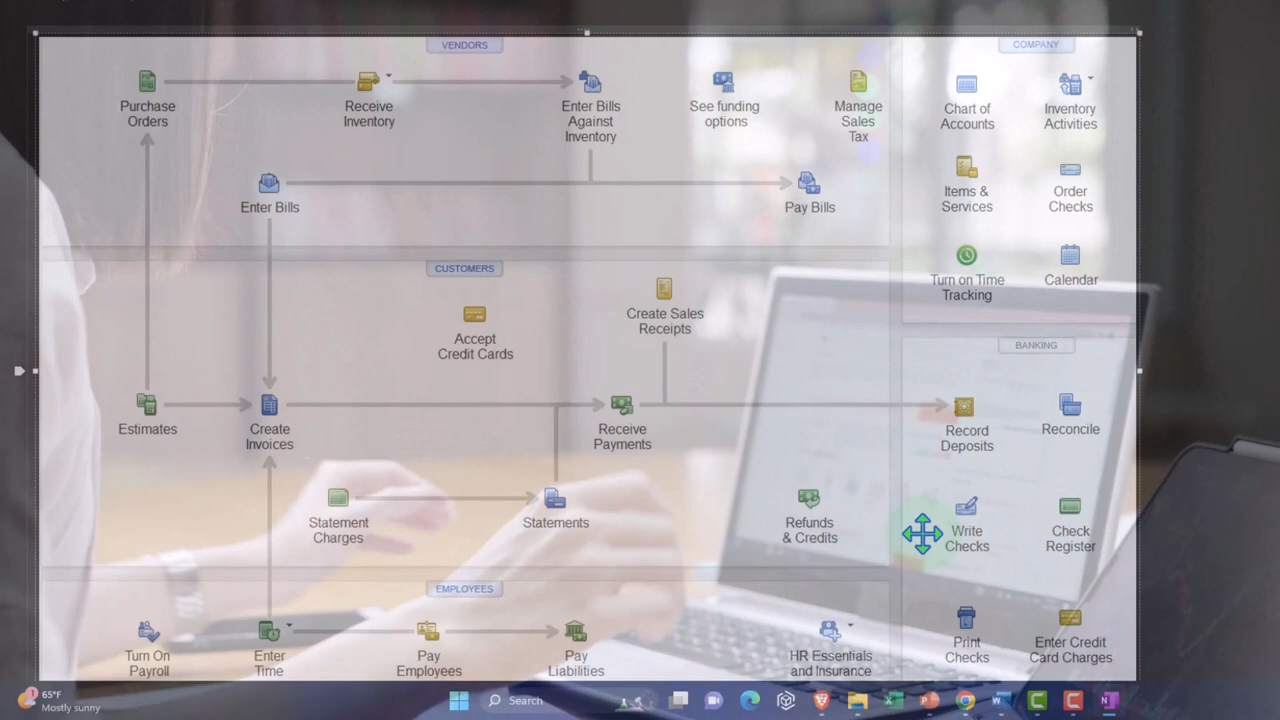 VENDORS
COMPANY
Purchase
Orders
Receive
Inventory
Enter Bills
Against
Inventory
See funding
options
Manage
Sales
Tax
Chart of
Accounts
Inventory
Activities
Enter Bills
Pay Bills
Items &
Services
Order
Checks
CUSTOMERS
Turn on Time
Tracking
Calendar
Accept
Credit Cards
Create Sales
Receipts
BANKING
Estimates
Create
Invoices
Receive
Payments
Record
Deposits
Reconcile
Statement
Charges
Statements
Refunds
& Credits
Write
Checks
Check
Register
EMPLOYEES
Turn On
Payroll
Enter
Time
Pay
Employees
Pay
Liabilities
HR Essentials
and Insurance
Print
Checks
Enter Credit
Card Charges
1
65°F
Mostly sunny
Search